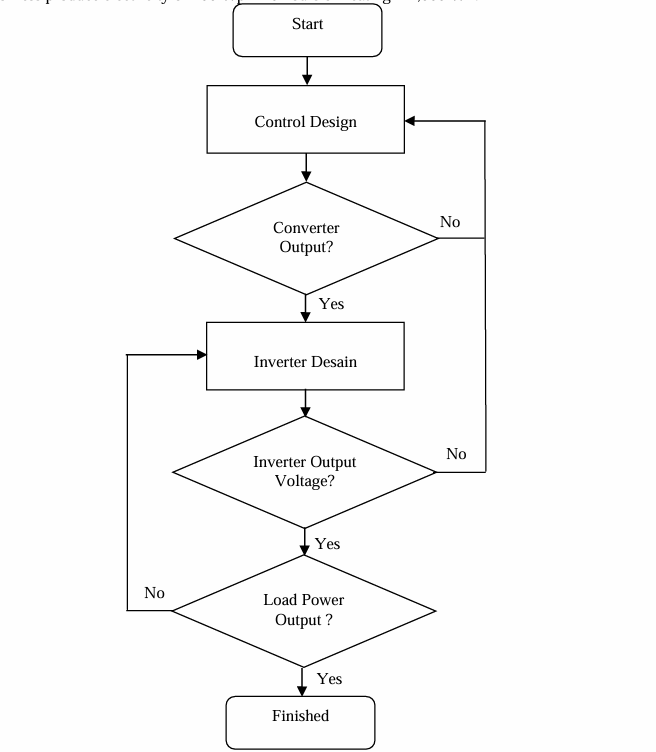 Start
Control Design
No
Converter
Output?
Yes
Inverter Desain
No
Inverter Output
Voltage?
Yes
No
Load Power
Output ?
Yes
Finished